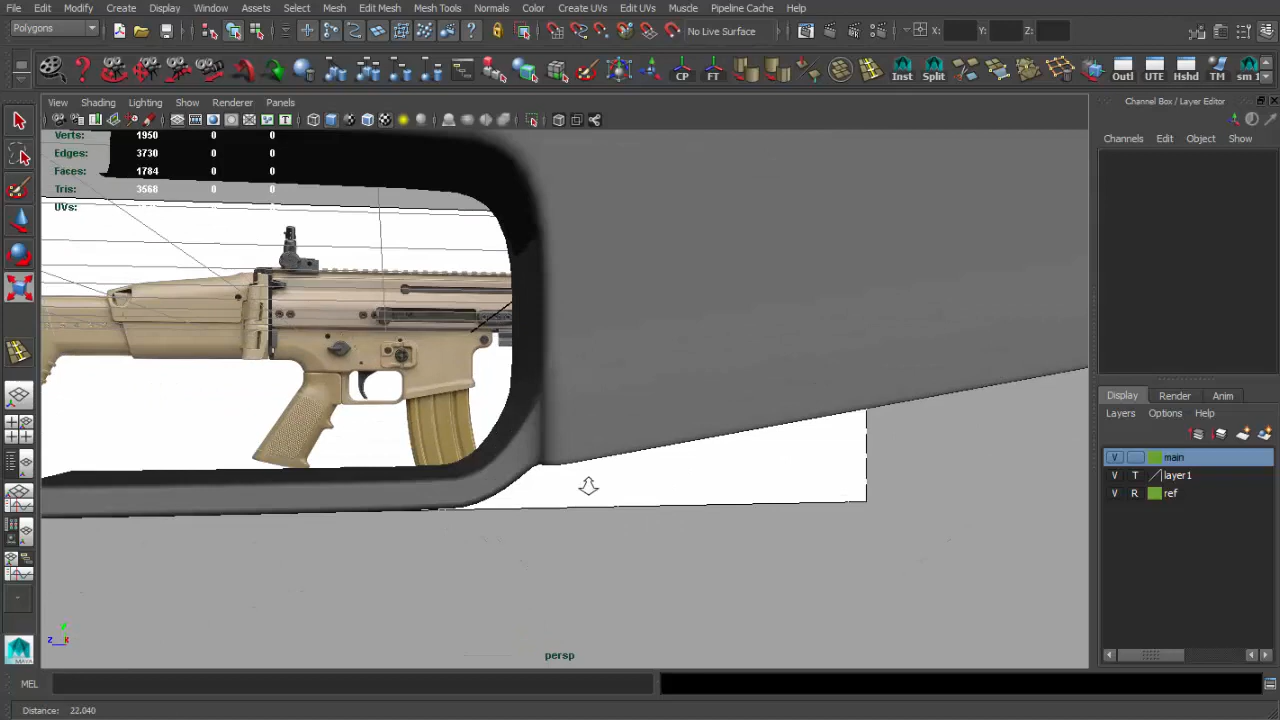 File Edit Modify Create Display Window Assets Select Mesh Edit Mesh Mesh Tools Normals Color Create UVs Edit UVs Muscle Pipeline Cache Help
Polygons No Live Surface X: Y: Z:
CP FT Inst Split Outl UTE Hshd TM sm 1
View Shading Lighting Show Renderer Panels
Channel Box / Layer Editor
Channels Edit Object Show
Verts: 1950 0 0
Edges: 3730 0 0
Faces: 1784 0 0
Tris: 3568 0 0
UVs:
Display Render Anim
Layers Options Help
V main
V T layer1
V R ref
persp
MEL
Distance: 22.040